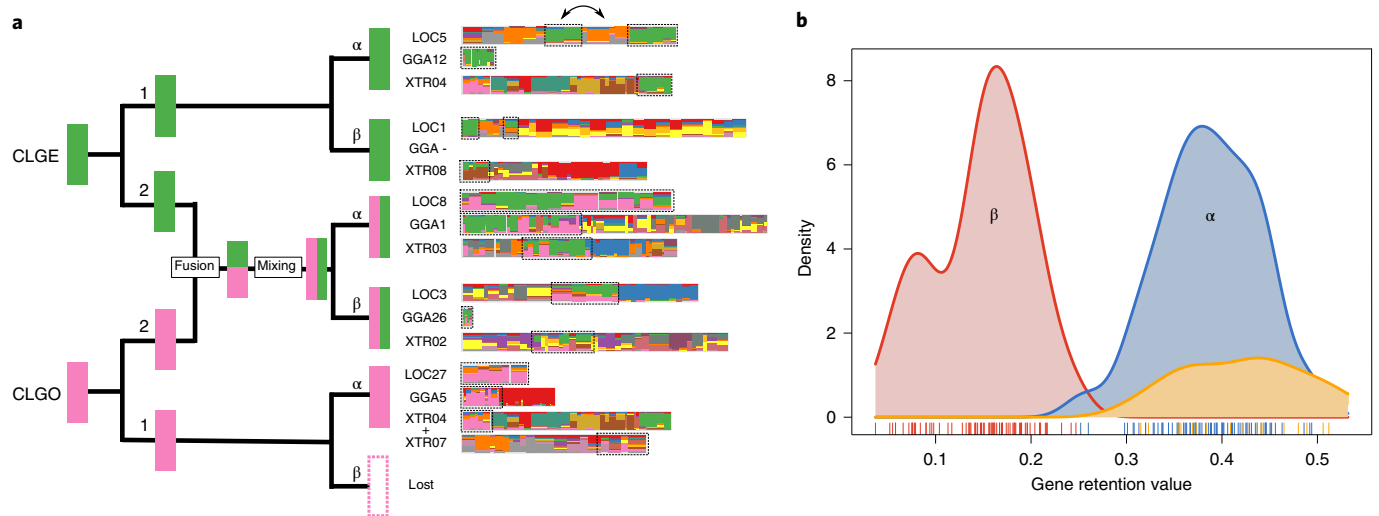 a
CLGE
1
2
Fusion
Mixing
CLGO
2
1
α
β
α
β
α
β
LOC5
GGA12
XTR04
LOC1
GGA -
XTR08
LOC8
GGA1
XTR03
LOC3
GGA26
XTR02
LOC27
GGA5
XTR04
+
XTR07
Lost
b
Density
8
6
4
2
0
β
α
0.1 0.2 0.3 0.4 0.5
Gene retention value